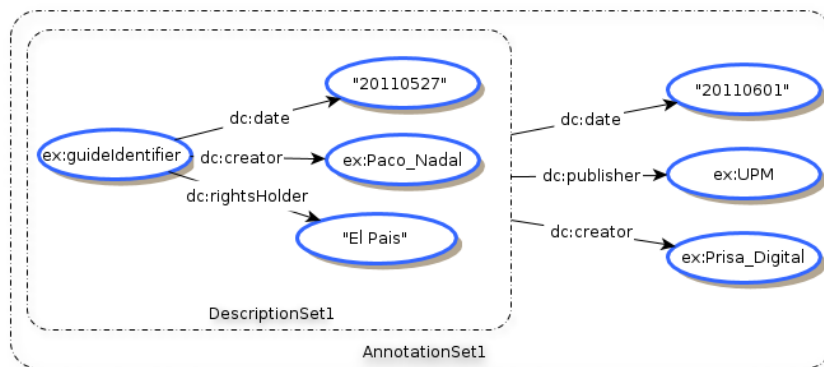 "20110527"
dc:date
ex:guideIdentifier
dc:creator
ex:Paco_Nadal
dc:rightsHolder
"El Pais"
DescriptionSet1
"20110601"
dc:date
dc:publisher
ex:UPM
dc:creator
ex:Prisa_Digital
AnnotationSet1